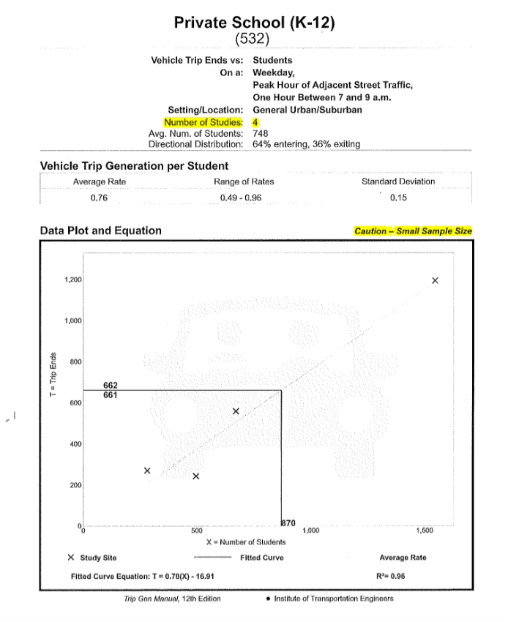 Private School (K-12)
(532)
Vehicle Trip Ends vs: Students
On a: Weekday,
Peak Hour of Adjacent Street Traffic,
One Hour Between 7 and 9 a.m.
Setting/Location: General Urban/Suburban
Number of Studies: 4
Avg. Num. of Students: 748
Directional Distribution: 64% entering, 36% exiting
Vehicle Trip Generation per Student
Average Rate Range of Rates Standard Deviation
0.76 0.49 - 0.96 0.15
Data Plot and Equation Caution – Small Sample Size
1,200
1,000
800
662
661
600
400
200
0
T = Trip Ends
870
0 500 1,000 1,500
X = Number of Students
X Study Site Fitted Curve Average Rate
Fitted Curve Equation: T = 0.78(X) - 16.91 R²= 0.96
Trip Gen Manual, 12th Edition • Institute of Transportation Engineers